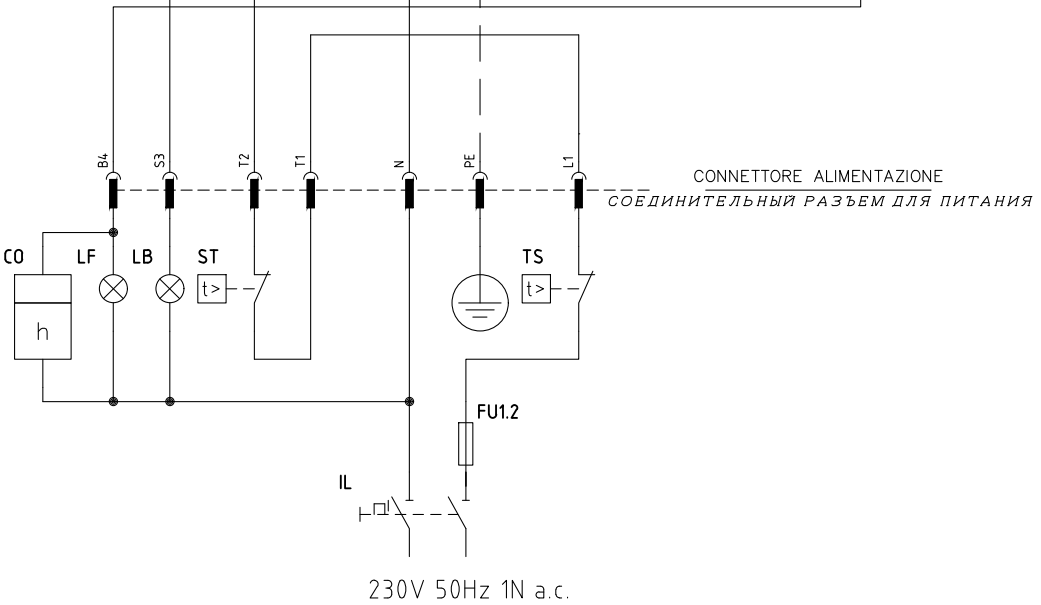 B4 S3 T2 T1 N PE L1
CONNETTORE ALIMENTAZIONE
СОЕДИНИТЕЛЬНЫЙ РАЗЪЕМ ДЛЯ ПИТАНИЯ
CO LF LB ST TS
t> t>
h
FU1.2
IL
230V 50Hz 1N a.c.